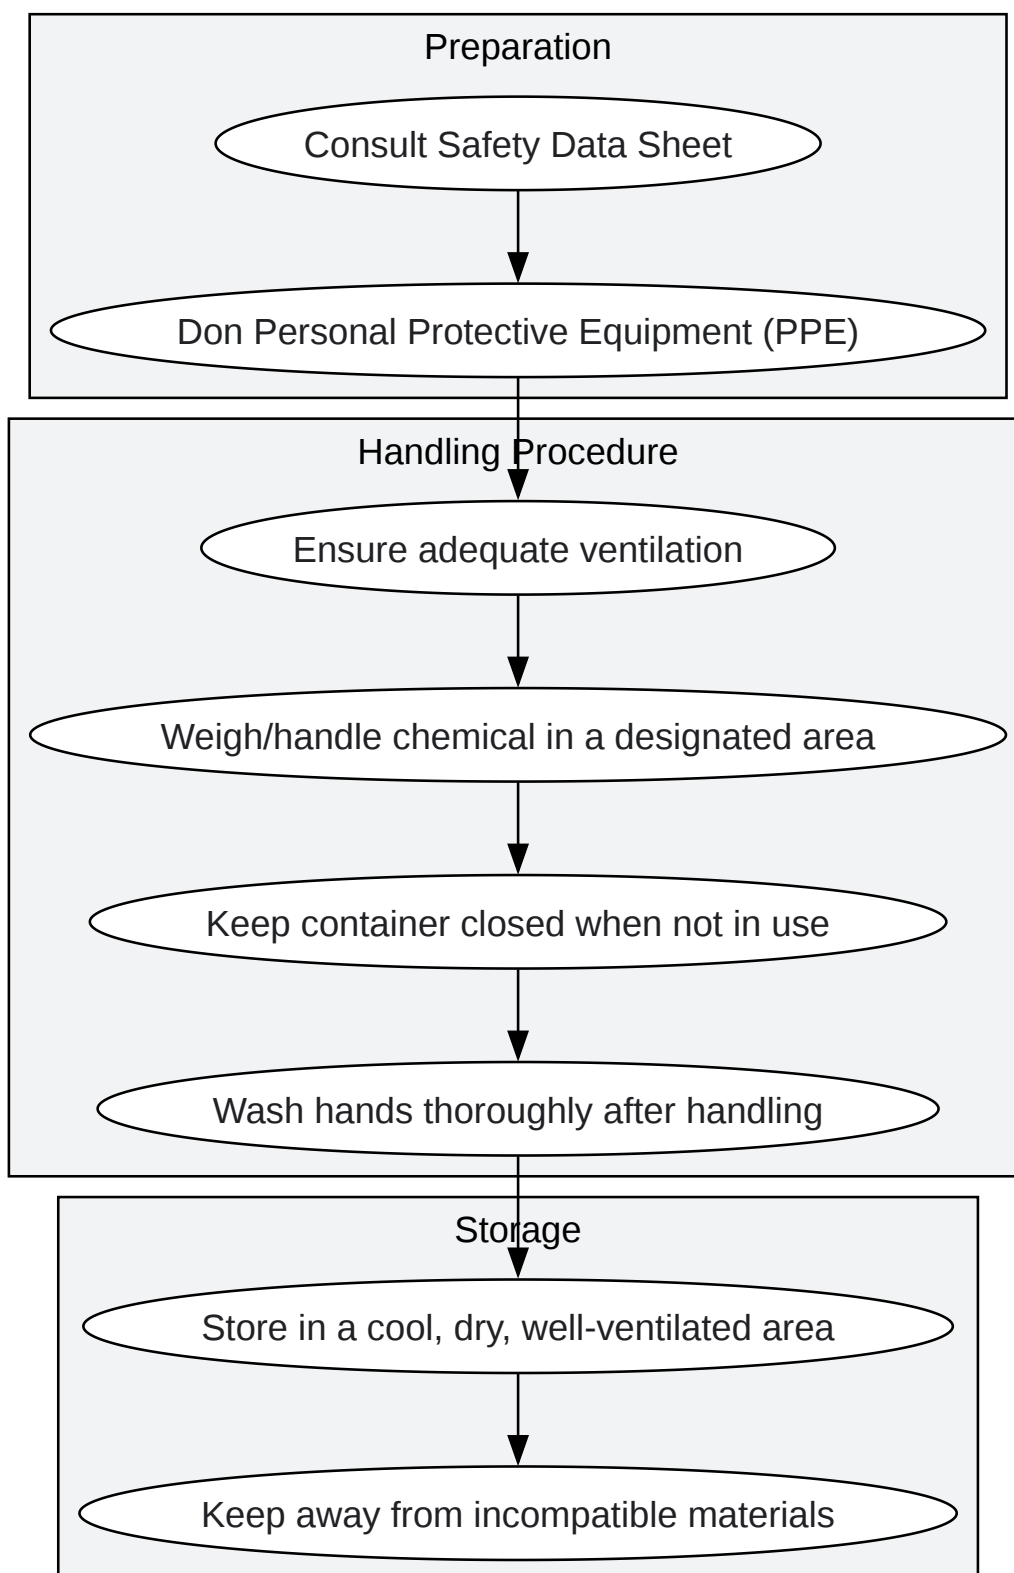 Preparation
Consult Safety Data Sheet
Don Personal Protective Equipment (PPE)
Handling Procedure
Ensure adequate ventilation
Weigh/handle chemical in a designated area
Keep container closed when not in use
Wash hands thoroughly after handling
Storage
Store in a cool, dry, well-ventilated area
Keep away from incompatible materials